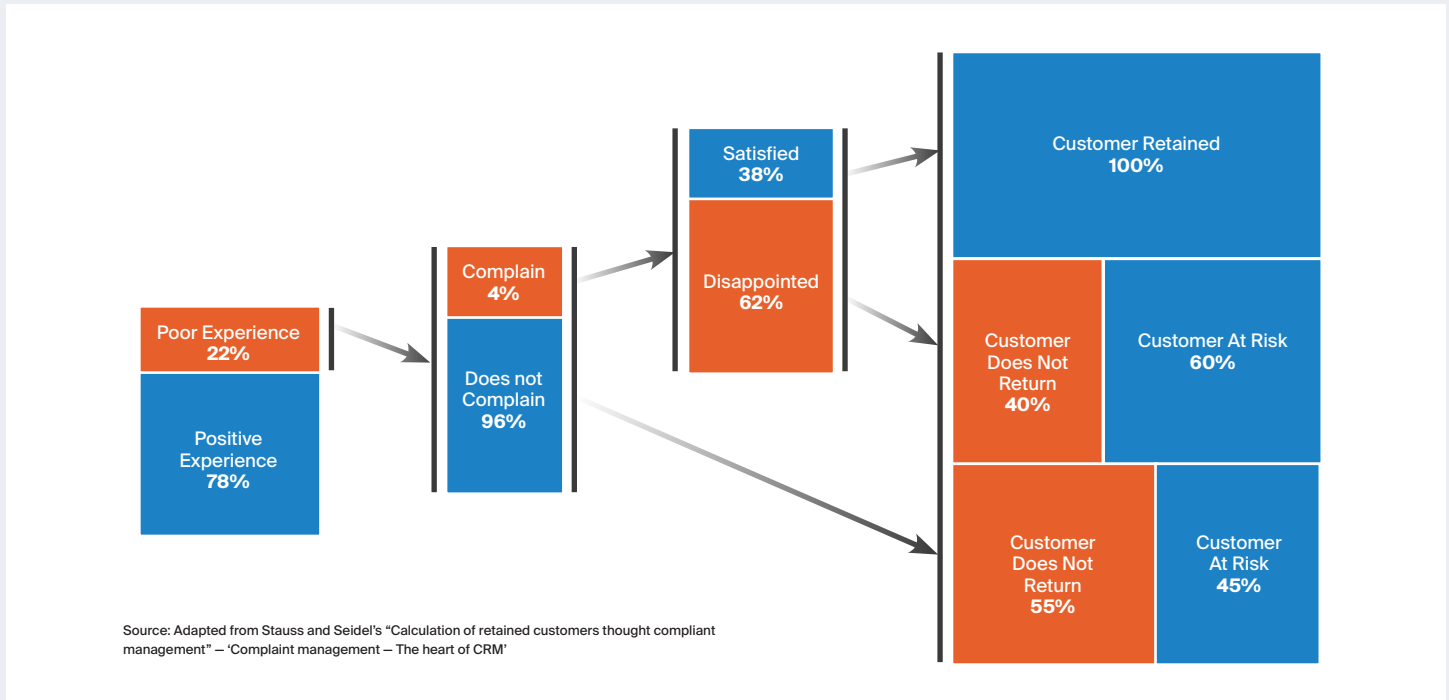 Poor Experience
22%
Positive
Experience
78%
Complain
4%
Does not
Complain
96%
Satisfied
38%
Disappointed
62%
Customer Retained
100%
Customer
Does Not
Return
40%
Customer At Risk
60%
Customer
Does Not
Return
55%
Customer
At Risk
45%
Source: Adapted from Stauss and Seidel's “Calculation of retained customers thought compliant
management” – ‘Complaint management – The heart of CRM’